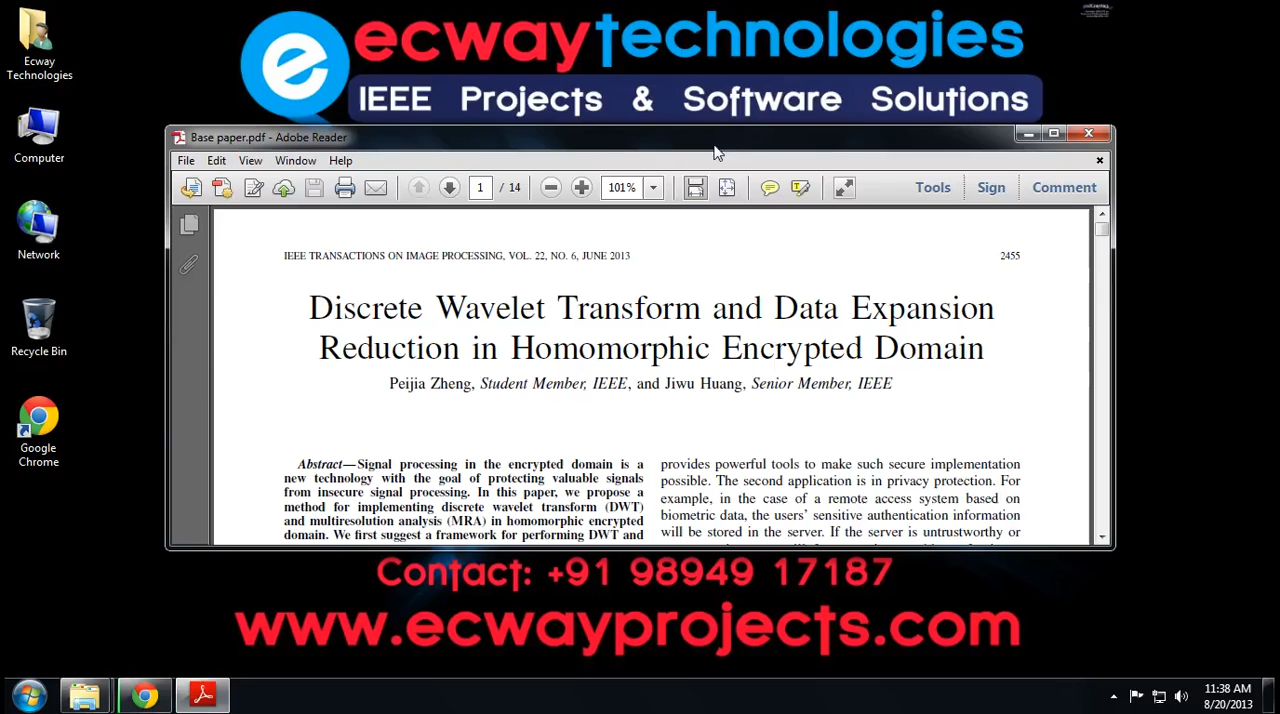 ecwaytechnologies
IEEE Projects & Software Solutions
Ecway
Technologies
Computer
Network
Recycle Bin
Google
Chrome
Base paper.pdf - Adobe Reader
File Edit View Window Help
1 / 14 101% Tools Sign Comment
IEEE TRANSACTIONS ON IMAGE PROCESSING, VOL. 22, NO. 6, JUNE 2013 2455
Discrete Wavelet Transform and Data Expansion
Reduction in Homomorphic Encrypted Domain
Peijia Zheng, Student Member, IEEE, and Jiwu Huang, Senior Member, IEEE
Abstract—Signal processing in the encrypted domain is a
new technology with the goal of protecting valuable signals
from insecure signal processing. In this paper, we propose a
method for implementing discrete wavelet transform (DWT)
and multiresolution analysis (MRA) in homomorphic encrypted
domain. We first suggest a framework for performing DWT and
provides powerful tools to make such secure implementation
possible. The second application is in privacy protection. For
example, in the case of a remote access system based on
biometric data, the users' sensitive authentication information
will be stored in the server. If the server is untrustworthy or
Contact: +91 98949 17187
www.ecwayprojects.com
11:38 AM
8/20/2013